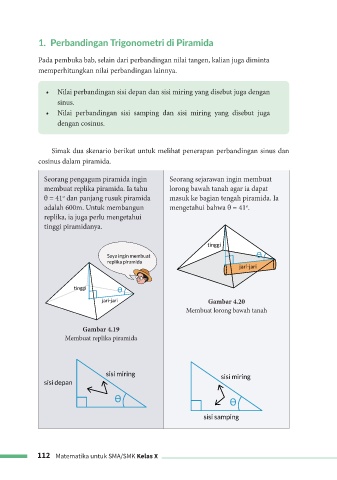 1. Perbandingan Trigonometri di Piramida
Pada pembuka bab, selain dari perbandingan nilai tangen, kalian juga diminta
memperhitungkan nilai perbandingan lainnya.
• Nilai perbandingan sisi depan dan sisi miring yang disebut juga dengan
sinus.
• Nilai perbandingan sisi samping dan sisi miring yang disebut juga
dengan cosinus.
Simak dua skenario berikut untuk melihat penerapan perbandingan sinus dan
cosinus dalam piramida.
Seorang pengagum piramida ingin
membuat replika piramida. Ia tahu
θ = 41° dan panjang rusuk piramida
adalah 600m. Untuk membangun
replika, ia juga perlu mengetahui
tinggi piramidanya.
Saya ingin membuat
replika piramida
tinggi
θ
jari-jari
Gambar 4.19
Membuat replika piramida
sisi miring
sisi depan
θ
Seorang sejarawan ingin membuat
lorong bawah tanah agar ia dapat
masuk ke bagian tengah piramida. Ia
mengetahui bahwa θ = 41°.
tinggi
θ
jari-jari
Gambar 4.20
Membuat lorong bawah tanah
sisi miring
θ
sisi samping
112 Matematika untuk SMA/SMK Kelas X